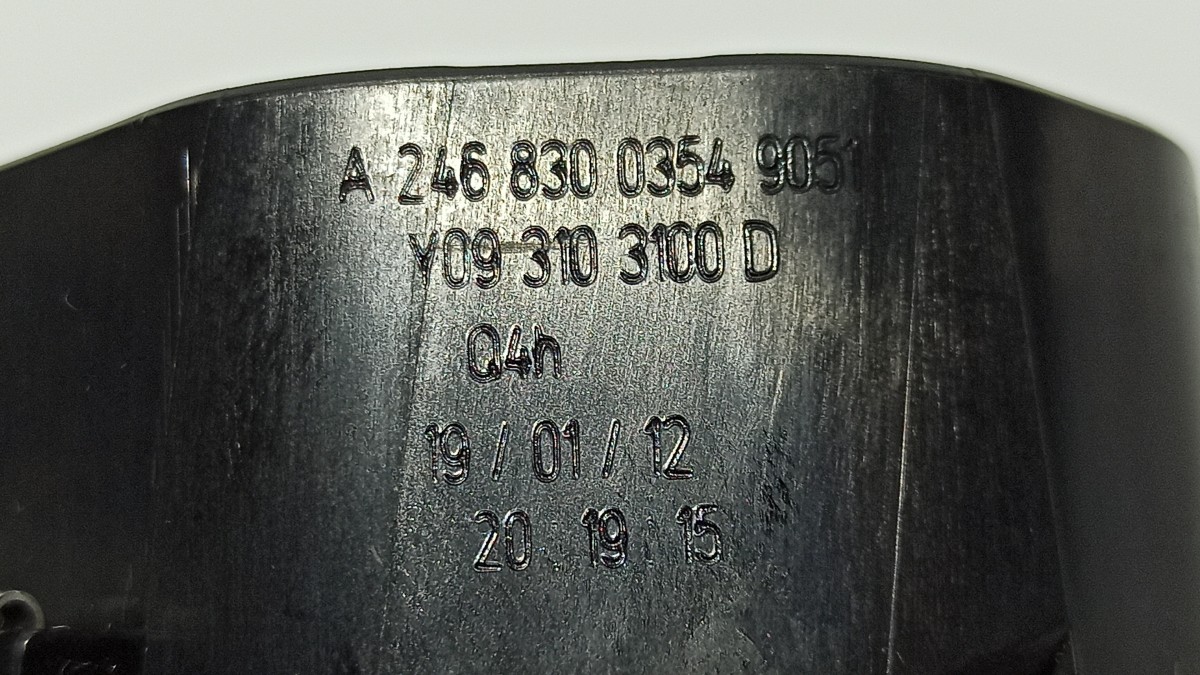 A 246 830 0354 9051
Y09 310 3100 D
Q4h
19 / 01 / 12
20 : 19 : 15